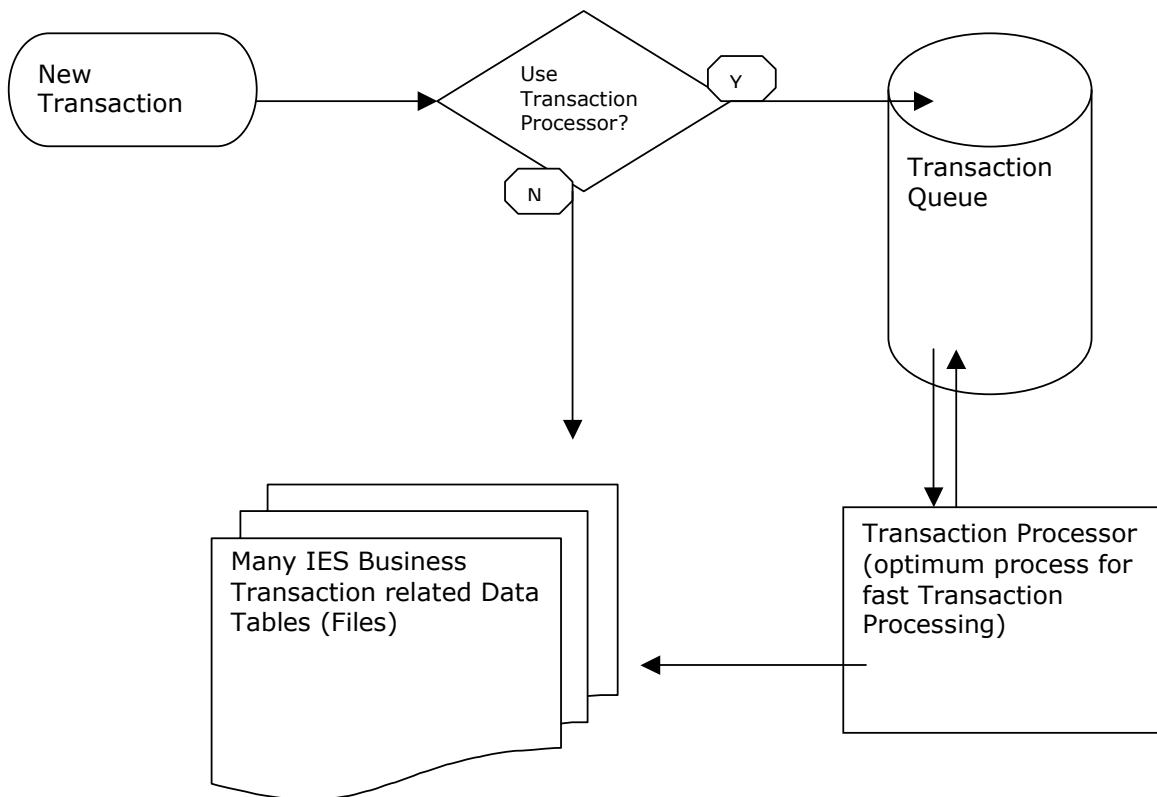 New
Transaction
Use
Transaction
Processor?
Y
Transaction
Queue
N
Many IES Business
Transaction related Data
Tables (Files)
Transaction Processor
(optimum process for
fast Transaction
Processing)